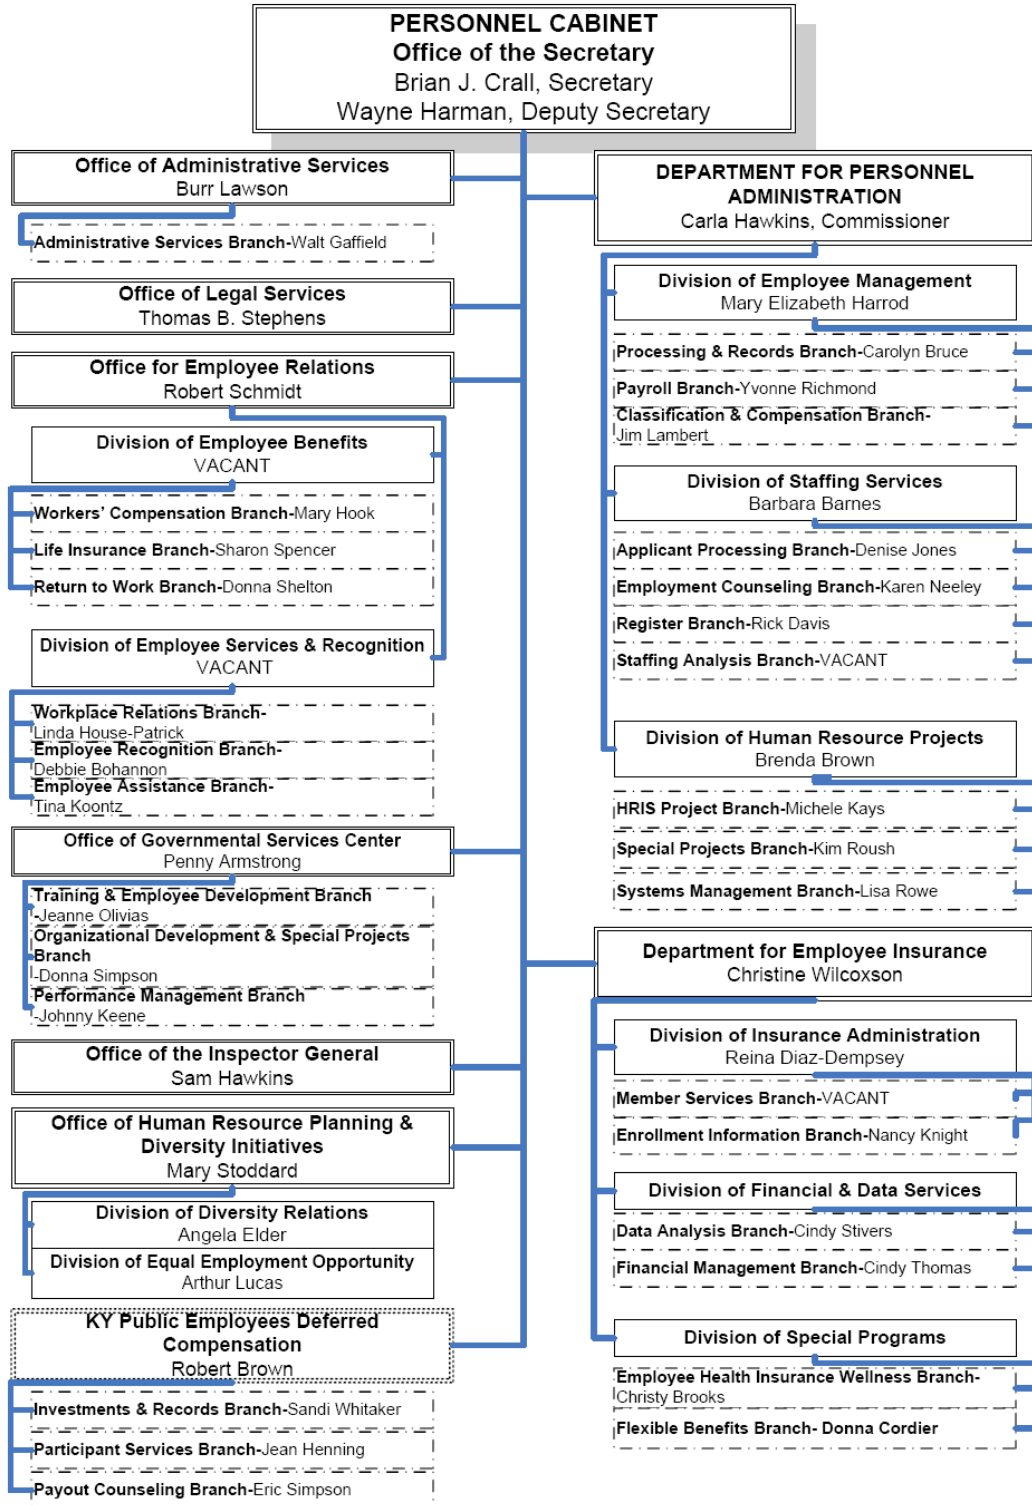 PERSONNEL CABINET
Office of the Secretary
Brian J. Crall, Secretary
Wayne Harman, Deputy Secretary
Office of Administrative Services
Burr Lawson
Administrative Services Branch-Walt Gaffield
Office of Legal Services
Thomas B. Stephens
Office for Employee Relations
Robert Schmidt
Division of Employee Benefits
VACANT
Workers' Compensation Branch-Mary Hook
Life Insurance Branch-Sharon Spencer
Return to Work Branch-Donna Shelton
Division of Employee Services & Recognition
VACANT
Workplace Relations Branch-
Linda House-Patrick
Employee Recognition Branch-
Debbie Bohannon
Employee Assistance Branch-
Tina Koontz
Office of Governmental Services Center
Penny Armstrong
Training & Employee Development Branch
-Jeanne Olivias
Organizational Development & Special Projects
Branch
-Donna Simpson
Performance Management Branch
-Johnny Keene
Office of the Inspector General
Sam Hawkins
Office of Human Resource Planning &
Diversity Initiatives
Mary Stoddard
Division of Diversity Relations
Angela Elder
Division of Equal Employment Opportunity
Arthur Lucas
KY Public Employees Deferred
Compensation
Robert Brown
Investments & Records Branch-Sandi Whitaker
Participant Services Branch-Jean Henning
Payout Counseling Branch-Eric Simpson
DEPARTMENT FOR PERSONNEL
ADMINISTRATION
Carla Hawkins, Commissioner
Division of Employee Management
Mary Elizabeth Harrod
Processing & Records Branch-Carolyn Bruce
Payroll Branch-Yvonne Richmond
Classification & Compensation Branch-
Jim Lambert
Division of Staffing Services
Barbara Barnes
Applicant Processing Branch-Denise Jones
Employment Counseling Branch-Karen Neeley
Register Branch-Rick Davis
Staffing Analysis Branch-VACANT
Division of Human Resource Projects
Brenda Brown
HRIS Project Branch-Michele Kays
Special Projects Branch-Kim Roush
Systems Management Branch-Lisa Rowe
Department for Employee Insurance
Christine Wilcoxson
Division of Insurance Administration
Reina Diaz-Dempsey
Member Services Branch-VACANT
Enrollment Information Branch-Nancy Knight
Division of Financial & Data Services
Data Analysis Branch-Cindy Stivers
Financial Management Branch-Cindy Thomas
Division of Special Programs
Employee Health Insurance Wellness Branch-
Christy Brooks
Flexible Benefits Branch- Donna Cordier